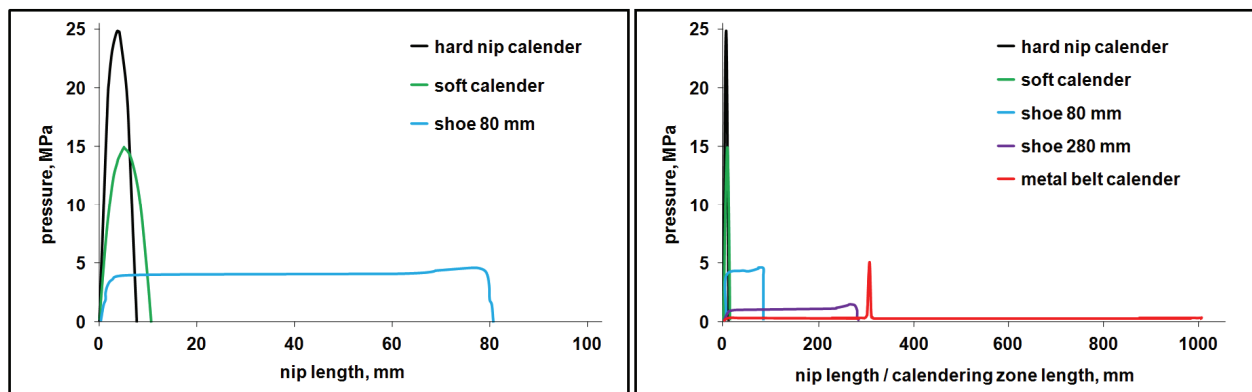 25
20
15
10
5
0
pressure, MPa
hard nip calender
soft calender
shoe 80 mm
0 20 40 60 80 100
nip length, mm
25
20
15
10
5
0
pressure, MPa
hard nip calender
soft calender
shoe 80 mm
shoe 280 mm
metal belt calender
0 200 400 600 800 1000
nip length / calendering zone length, mm